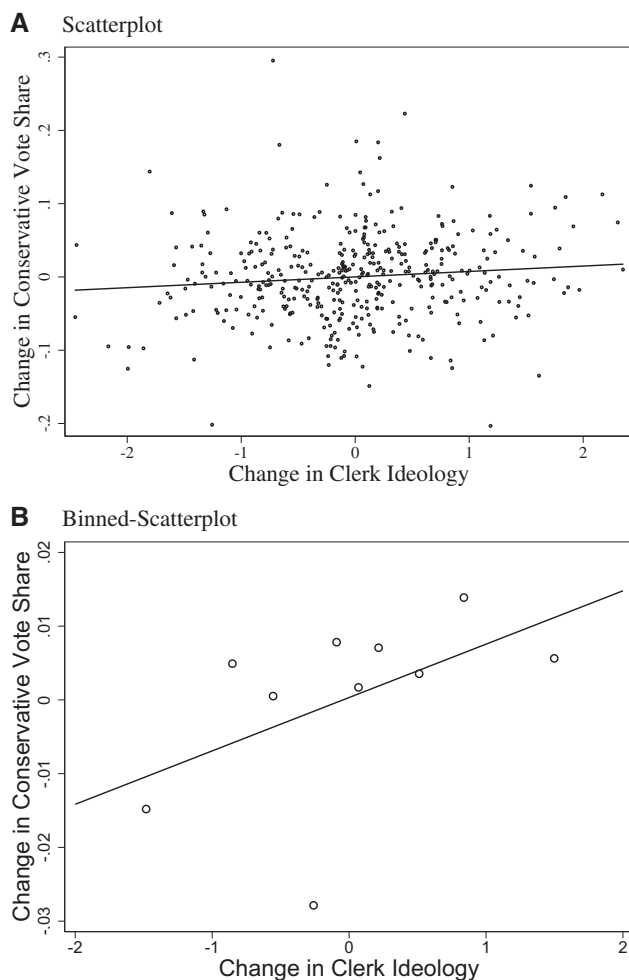 A Scatterplot
Change in Conservative Vote Share
.3
.2
.1
0
-.1
-.2
-2 -1 0 1 2
Change in Clerk Ideology
B Binned-Scatterplot
Change in Conservative Vote Share
.02
.01
0
-.01
-.02
-.03
-2 -1 0 1 2
Change in Clerk Ideology